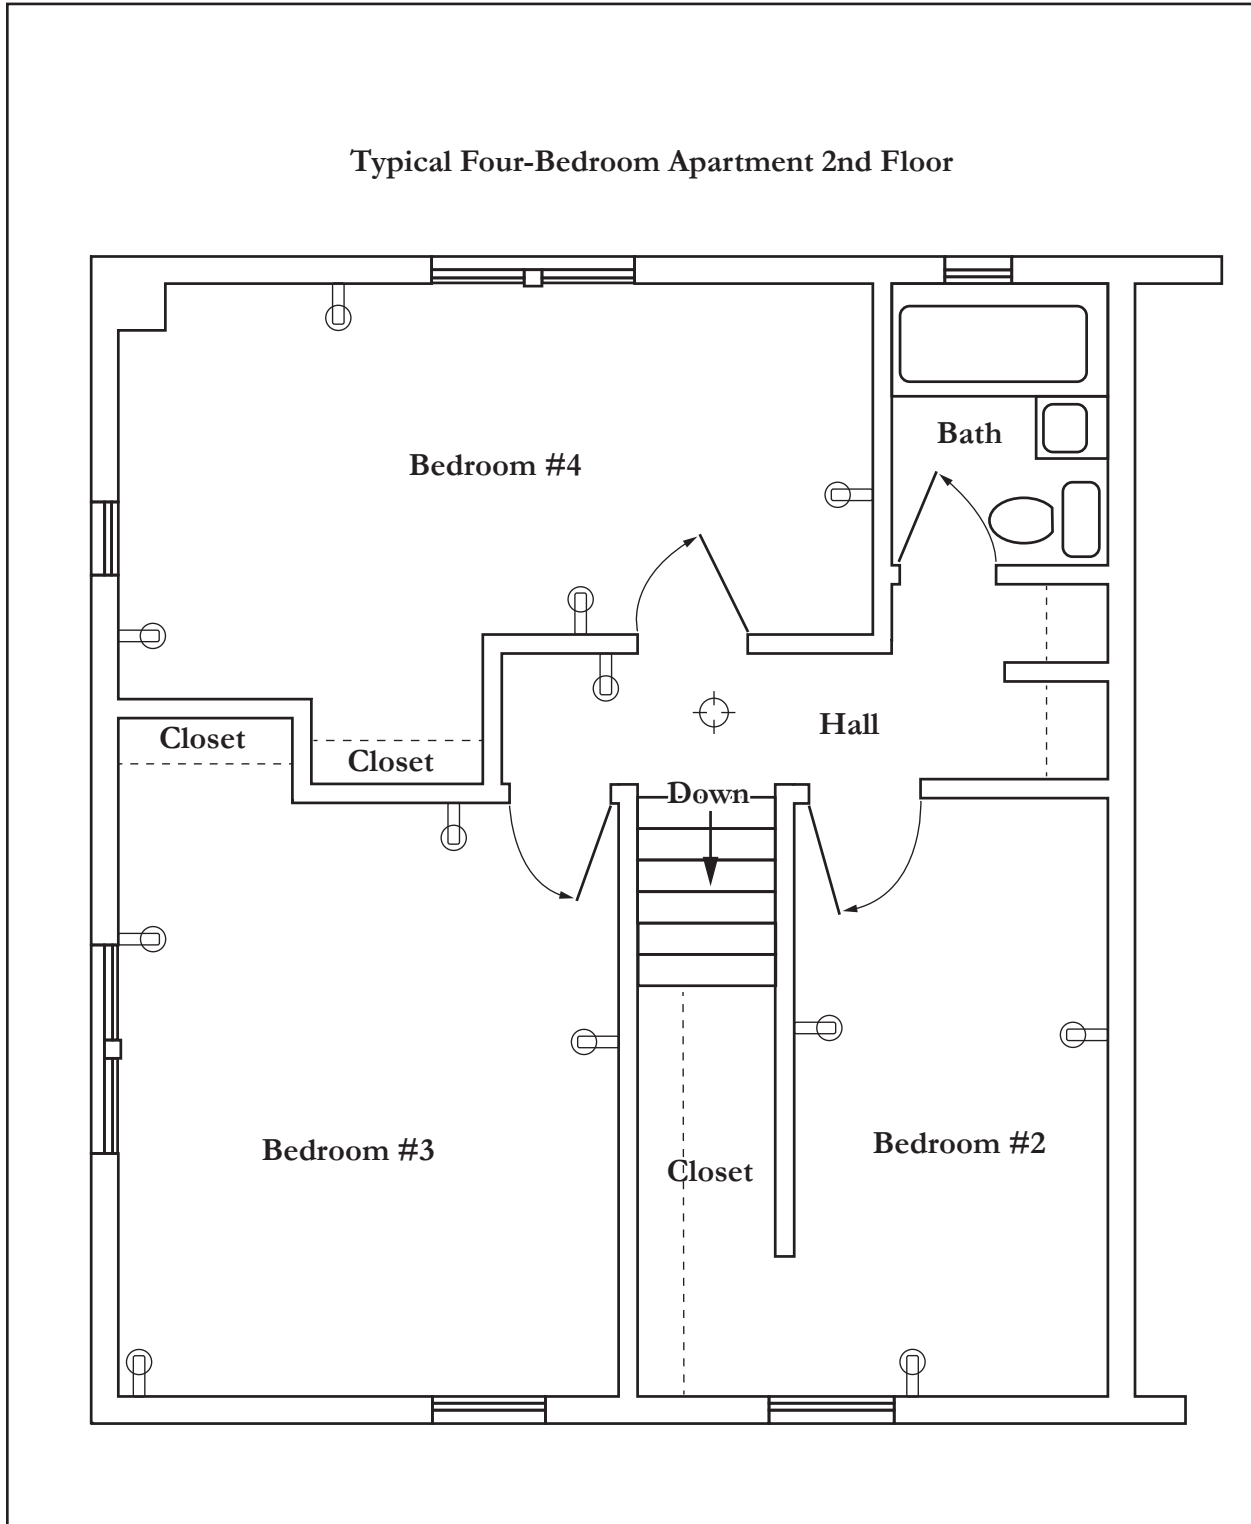 Typical Four-Bedroom Apartment 2nd Floor
Bath
Bedroom #4
Hall
Closet
Closet
Down
Bedroom #3
Bedroom #2
Closet